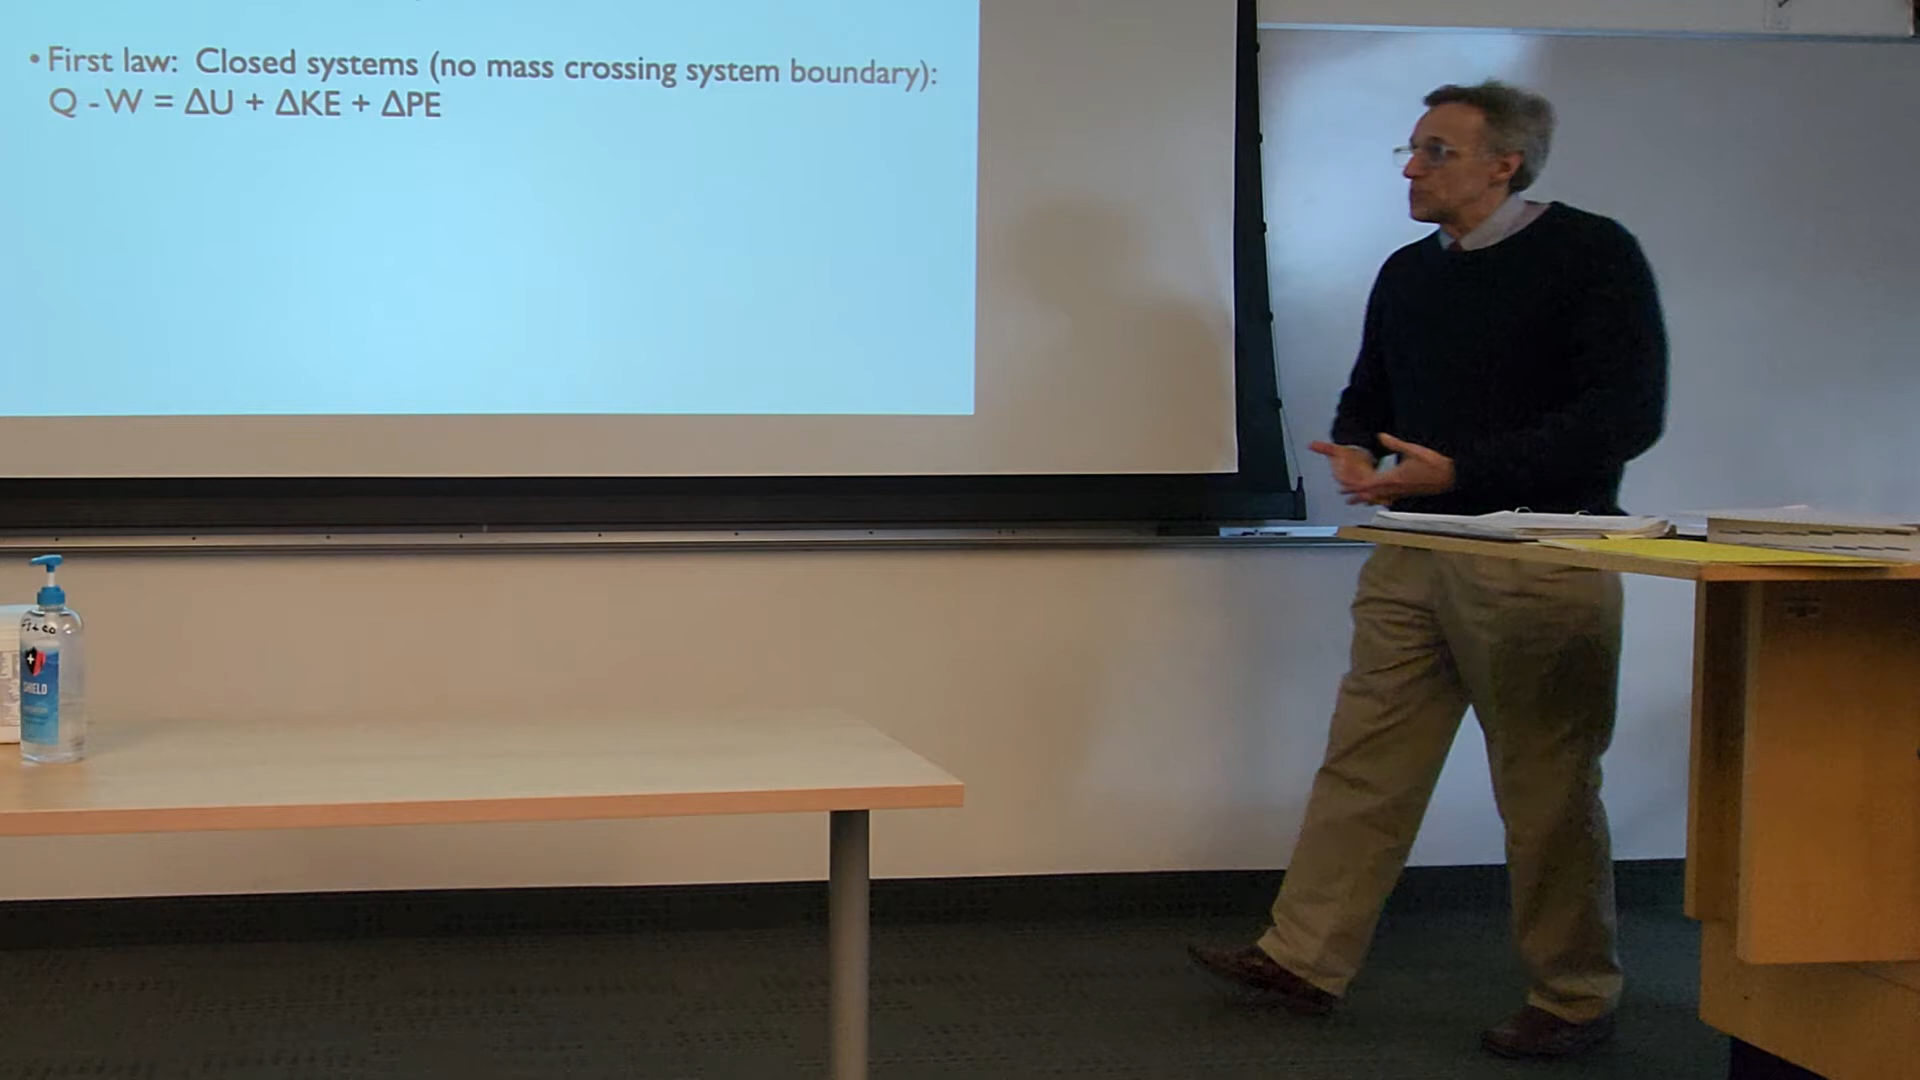 • First law: Closed systems (no mass crossing system boundary):
Q - W = ΔU + ΔKE + ΔPE
SHIELD